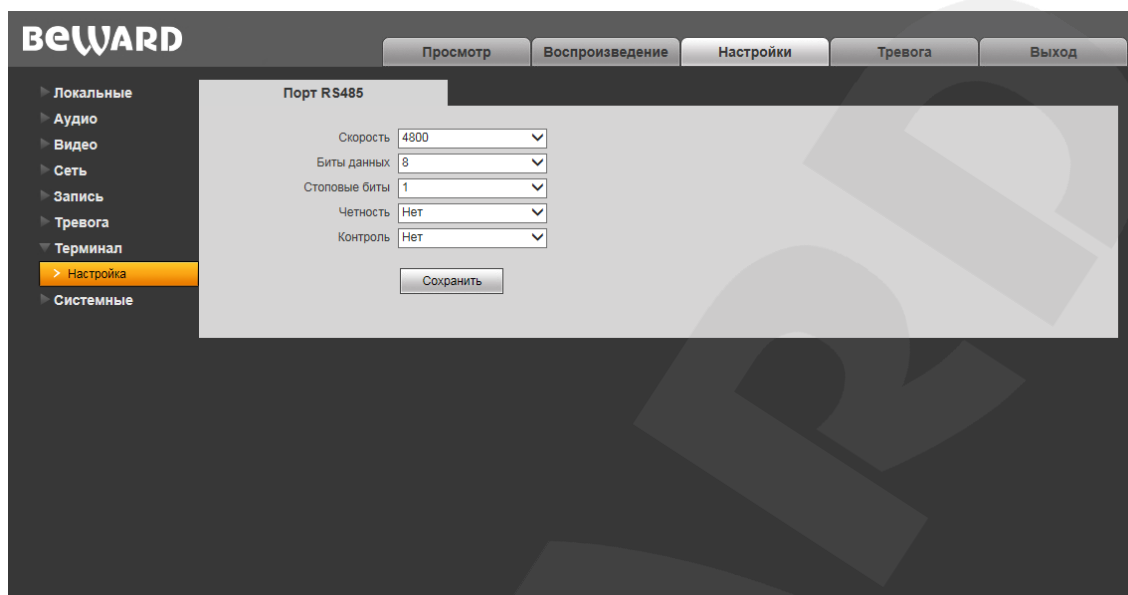 BEWARD
Просмотр Воспроизведение Настройки Тревога Выход
Локальные
Аудио
Видео
Сеть
Запись
Тревога
Терминал
> Настройка
Системные
Порт RS485
Скорость 4800
Биты данных 8
Стоповые биты 1
Четность Нет
Контроль Нет
Сохранить